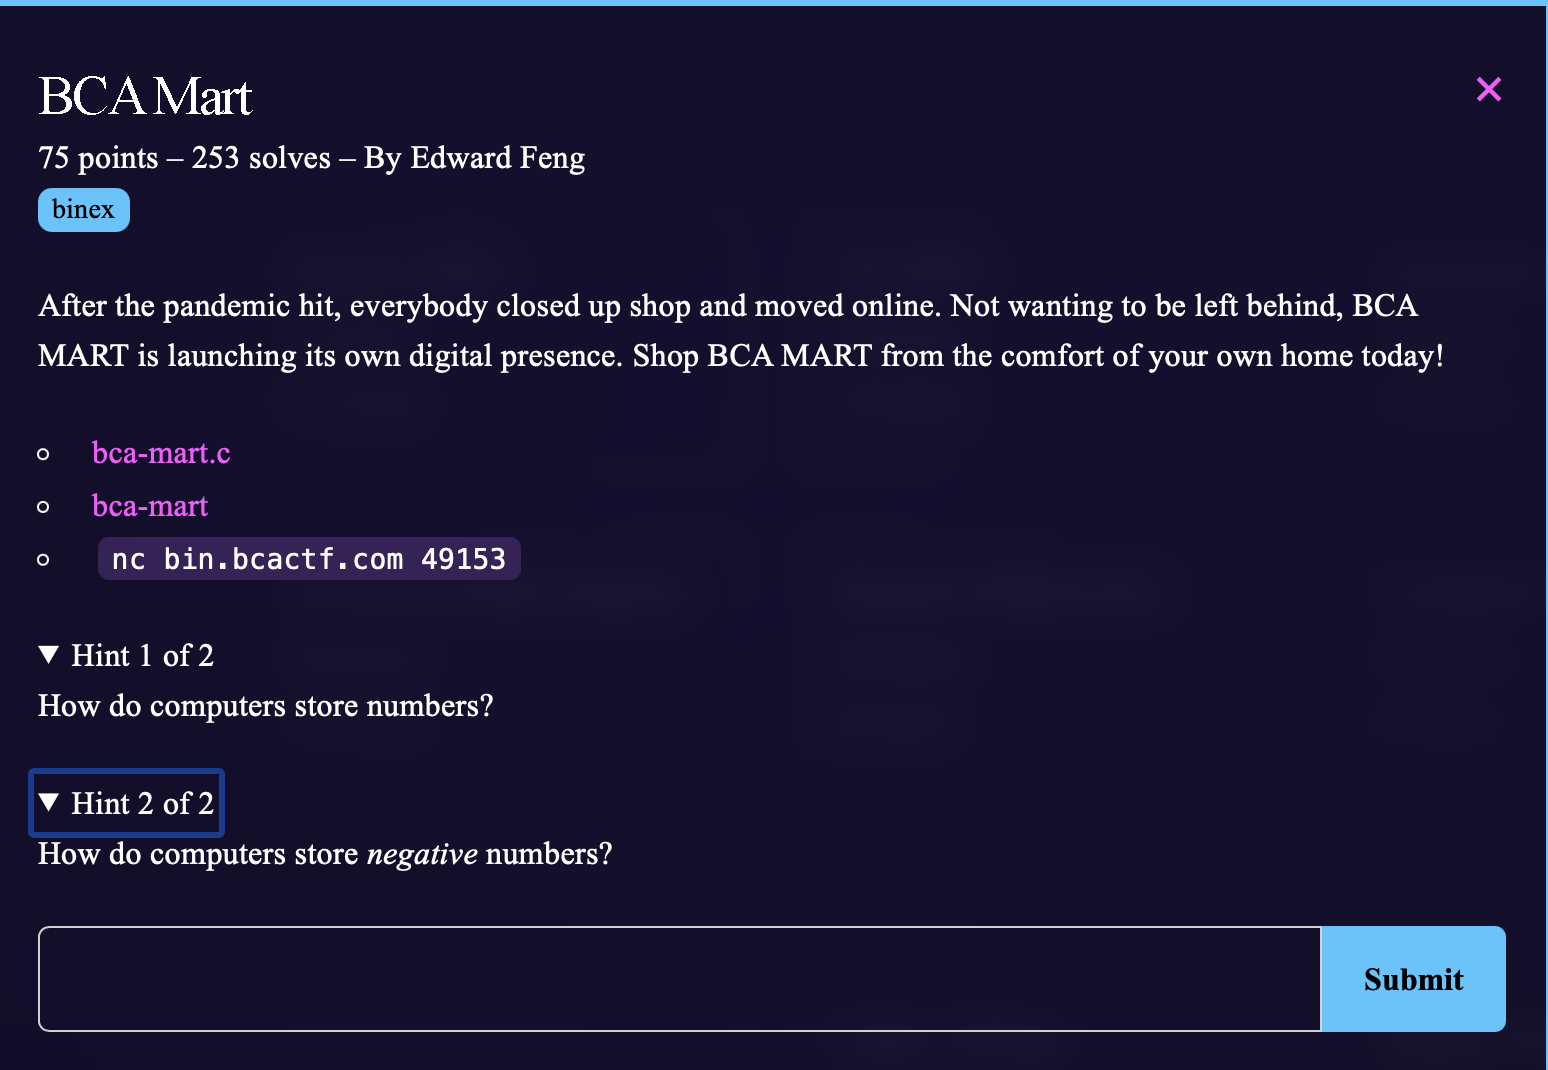 BCA Mart
75 points – 253 solves – By Edward Feng
binex
After the pandemic hit, everybody closed up shop and moved online. Not wanting to be left behind, BCA
MART is launching its own digital presence. Shop BCA MART from the comfort of your own home today!
bca-mart.c
bca-mart
nc bin.bcactf.com 49153
Hint 1 of 2
How do computers store numbers?
Hint 2 of 2
How do computers store negative numbers?
Submit